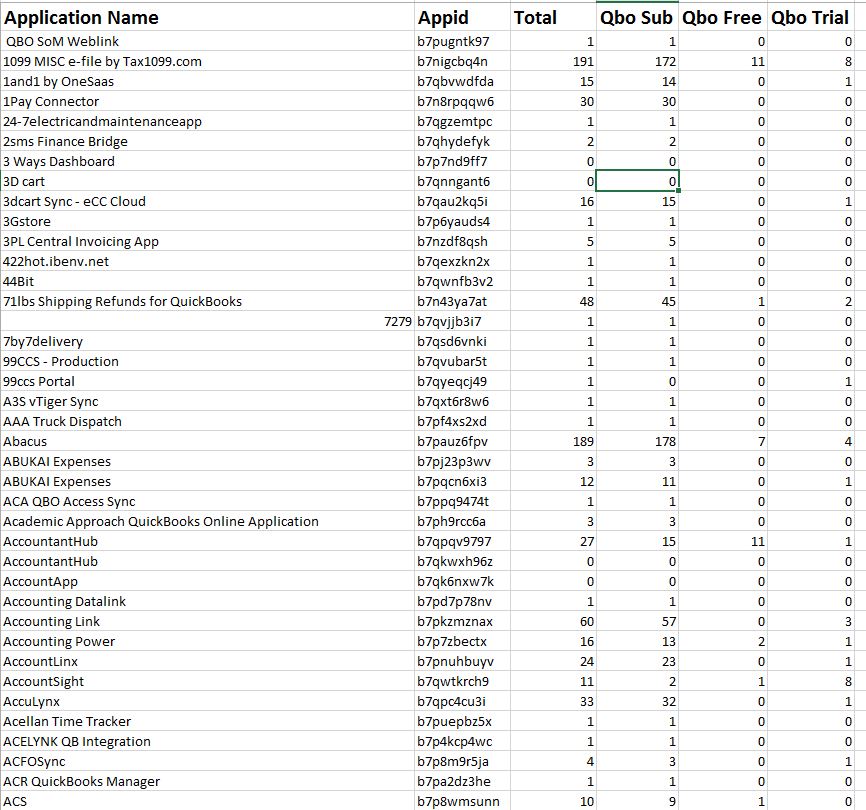 Application Name Appid Total Qbo Sub Qbo Free Qbo Trial
QBO SoM Weblink b7pugntk97 1 1 0 0
1099 MISC e-file by Tax1099.com b7nigcbq4n 191 172 11 8
1and1 by OneSaas b7qbvwdfda 15 14 0 1
1Pay Connector b7n8rpqqw6 30 30 0 0
24-7electricandmaintenanceapp b7qgzemtpc 1 1 0 0
2sms Finance Bridge b7qhydefyk 2 2 0 0
3 Ways Dashboard b7p7nd9ff7 0 0 0 0
3D cart b7qnngant6 0 0 0 0
3dcart Sync - eCC Cloud b7qau2kq5i 16 15 0 1
3Gstore b7p6yauds4 1 1 0 0
3PL Central Invoicing App b7nzdf8qsh 5 5 0 0
422hot.ibenv.net b7qexzkn2x 1 1 0 0
44Bit b7qwnfb3v2 1 1 0 0
71lbs Shipping Refunds for QuickBooks b7n43ya7at 48 45 1 2
7279 b7qvjjb3i7 1 1 0 0
7by7delivery b7qsd6vnki 1 1 0 0
99CCS - Production b7qvubar5t 1 1 0 0
99ccs Portal b7qyeqcj49 1 0 0 1
A3S vTiger Sync b7qxt6r8w6 1 1 0 0
AAA Truck Dispatch b7pf4xs2xd 1 1 0 0
Abacus b7pauz6fpv 189 178 7 4
ABUKAI Expenses b7pj23p3wv 3 3 0 0
ABUKAI Expenses b7pqcn6xi3 12 11 0 1
ACA QBO Access Sync b7ppq9474t 1 1 0 0
Academic Approach QuickBooks Online Application b7ph9rcc6a 3 3 0 0
AccountantHub b7qpqv9797 27 15 11 1
AccountantHub b7qkwxh96z 0 0 0 0
AccountApp b7qk6nxw7k 0 0 0 0
Accounting Datalink b7pd7p78nv 1 1 0 0
Accounting Link b7pkzmznax 60 57 0 3
Accounting Power b7p7zbectx 16 13 2 1
AccountLinx b7pnuhbuyv 24 23 0 1
AccountSight b7qwtkrch9 11 2 1 8
AccuLynx b7qpc4cu3i 33 32 0 1
Acellan Time Tracker b7puepbz5x 1 1 0 0
ACELYNK QB Integration b7p4kcp4wc 1 1 0 0
ACFOSync b7p8m9r5ja 4 3 0 1
ACR QuickBooks Manager b7pa2dz3he 1 1 0 0
ACS b7p8wmsunn 10 9 1 0